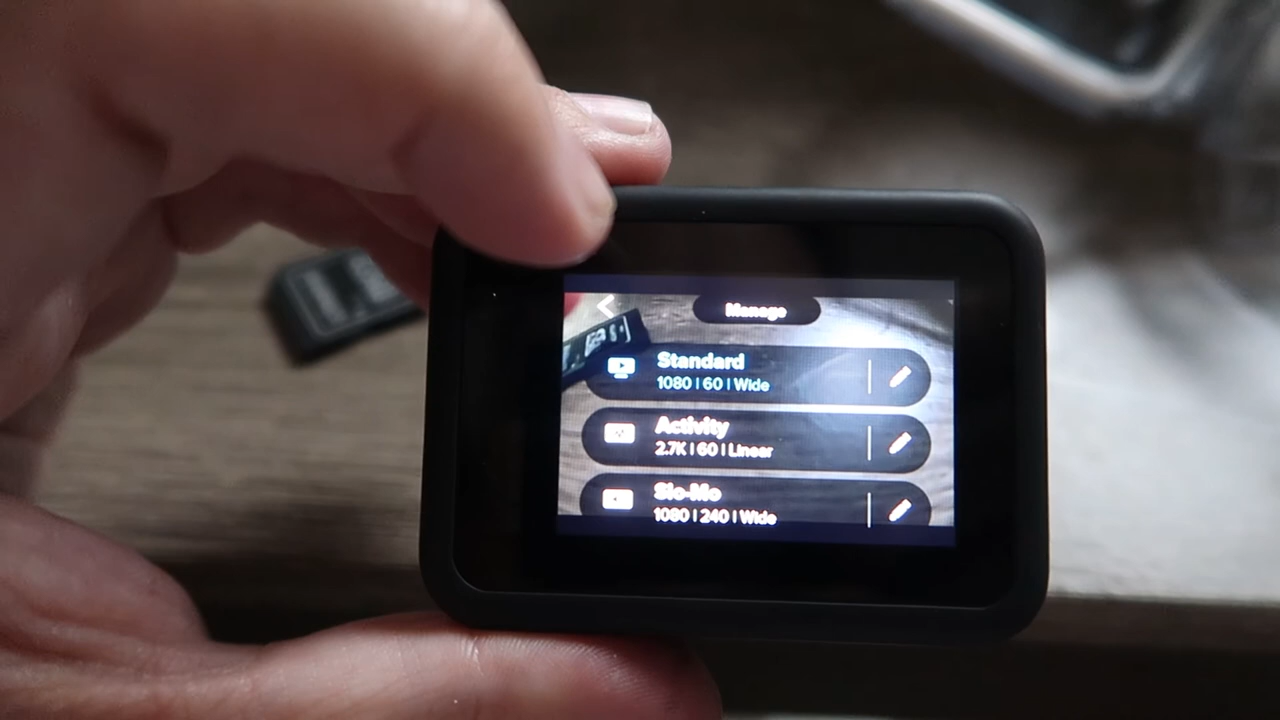 Manage
Standard
1080 | 60 | Wide
Activity
2.7K | 60 | Linear
Slo-Mo
1080 | 240 | Wide